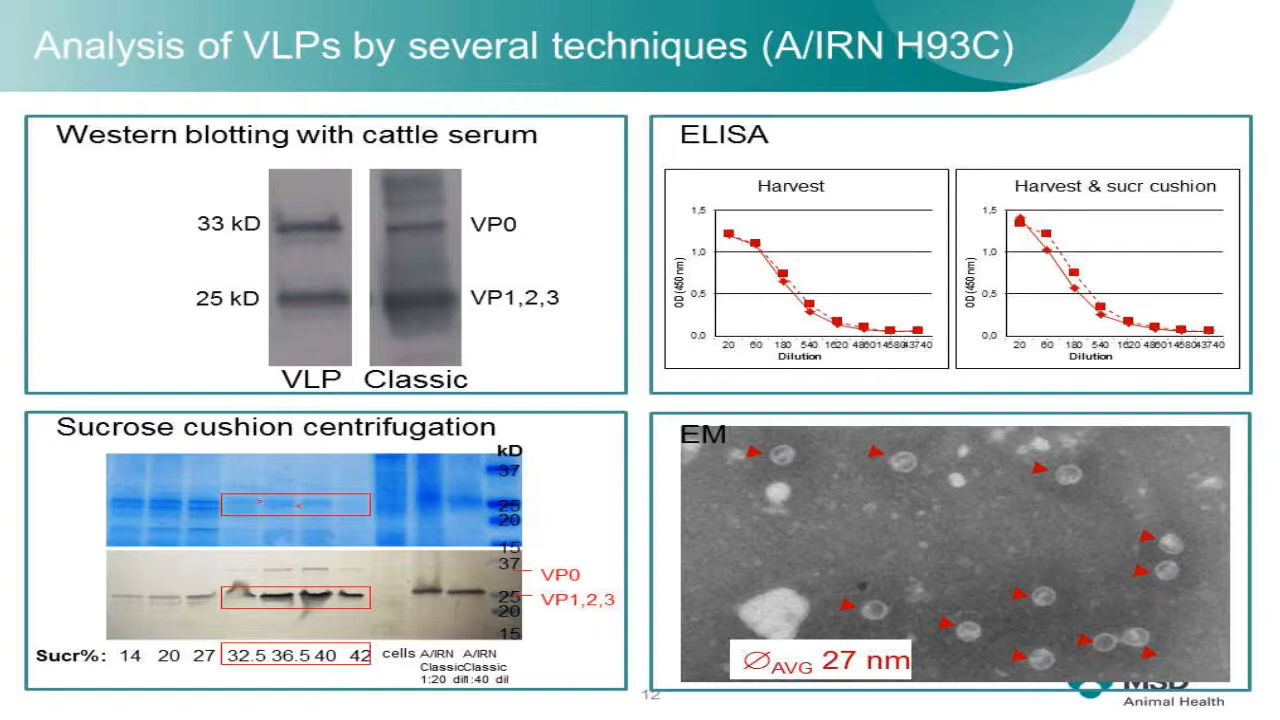 Analysis of VLPs by several techniques (A/IRN H93C)
Western blotting with cattle serum
33 kD
VP0
25 kD
VP1,2,3
VLP Classic
ELISA
Harvest
1,5
1,0
0,5
0,0
OD (450 nm)
20 60 180 540 1620 4860 14580 43740
Dilution
Harvest & sucr cushion
1,5
1,0
0,5
0,0
OD (450 nm)
20 60 180 540 1620 4860 14580 43740
Dilution
Sucrose cushion centrifugation
kD
37
25
20
15
37
VP0
25
VP1,2,3
20
15
Sucr%: 14 20 27 32.5 36.5 40 42 cells A/IRN A/IRN
Classic Classic
1:20 dil 1:40 dil
EM
∅AVG 27 nm
12
MSD
Animal Health